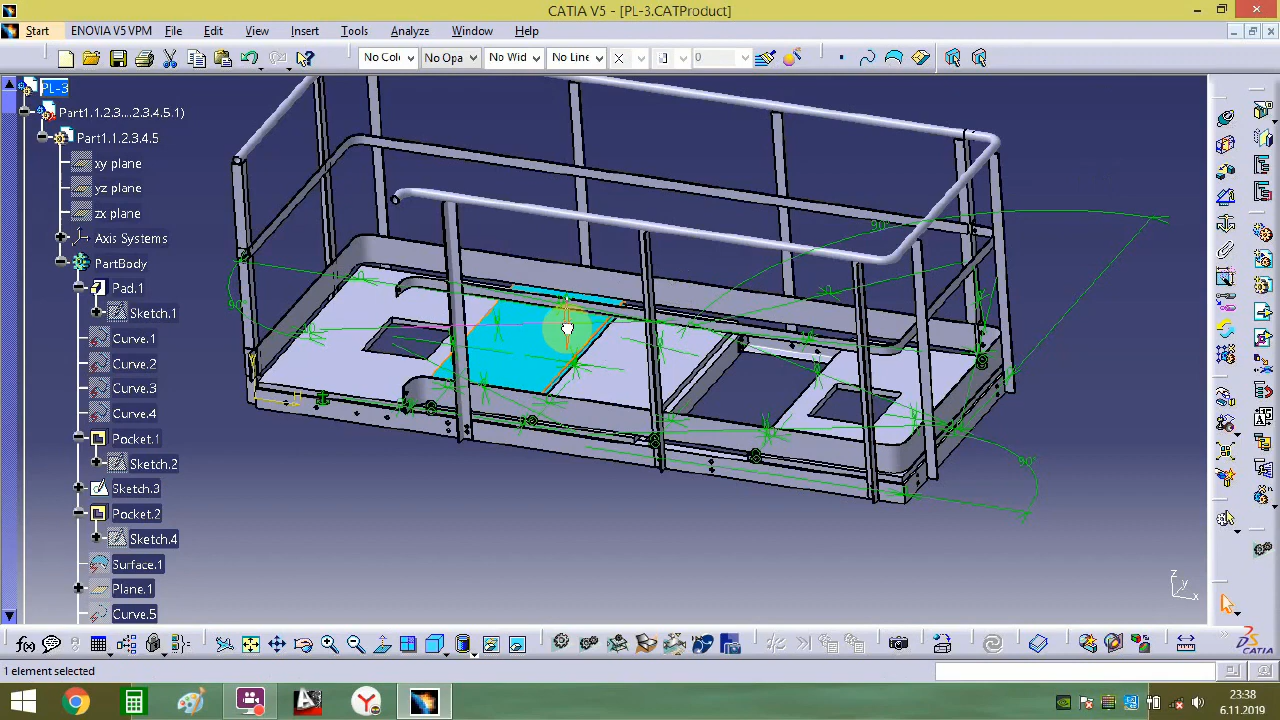 CATIA V5 - [PL-3.CATProduct]
Start ENOVIA V5 VPM File Edit View Insert Tools Analyze Window Help
No Col No Opa No Wid No Line 0
PL-3
Part1.1.2.3....2.3.4.5.1)
Part1.1.2.3.4.5
xy plane
yz plane
zx plane
Axis Systems
PartBody
Pad.1
Sketch.1
Curve.1
Curve.2
Curve.3
Curve.4
Pocket.1
Sketch.2
Sketch.3
Pocket.2
Sketch.4
Surface.1
Plane.1
Curve.5
90°
90°
90°
H
z
y
x
CATIA
1 element selected
23:38
6.11.2019